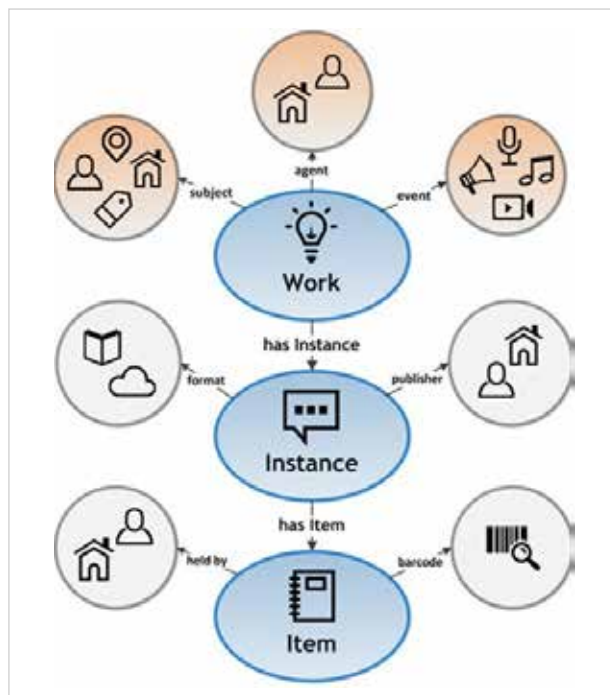 agent
subject
event
Work
has Instance
format
publisher
Instance
has Item
held by
barcode
Item